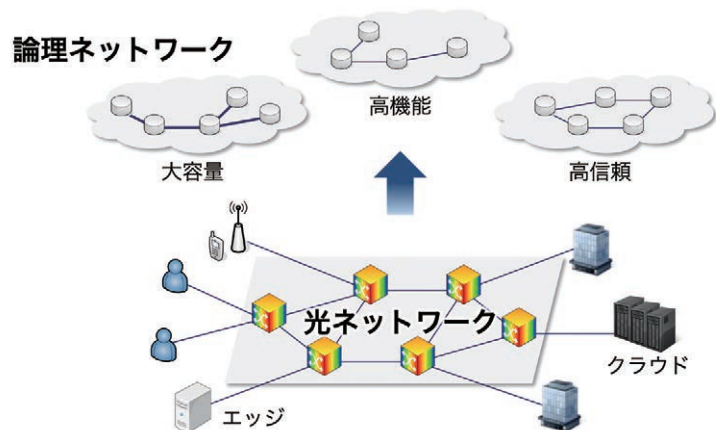 論理ネットワーク
高機能
大容量
高信頼
光ネットワーク
クラウド
エッジ